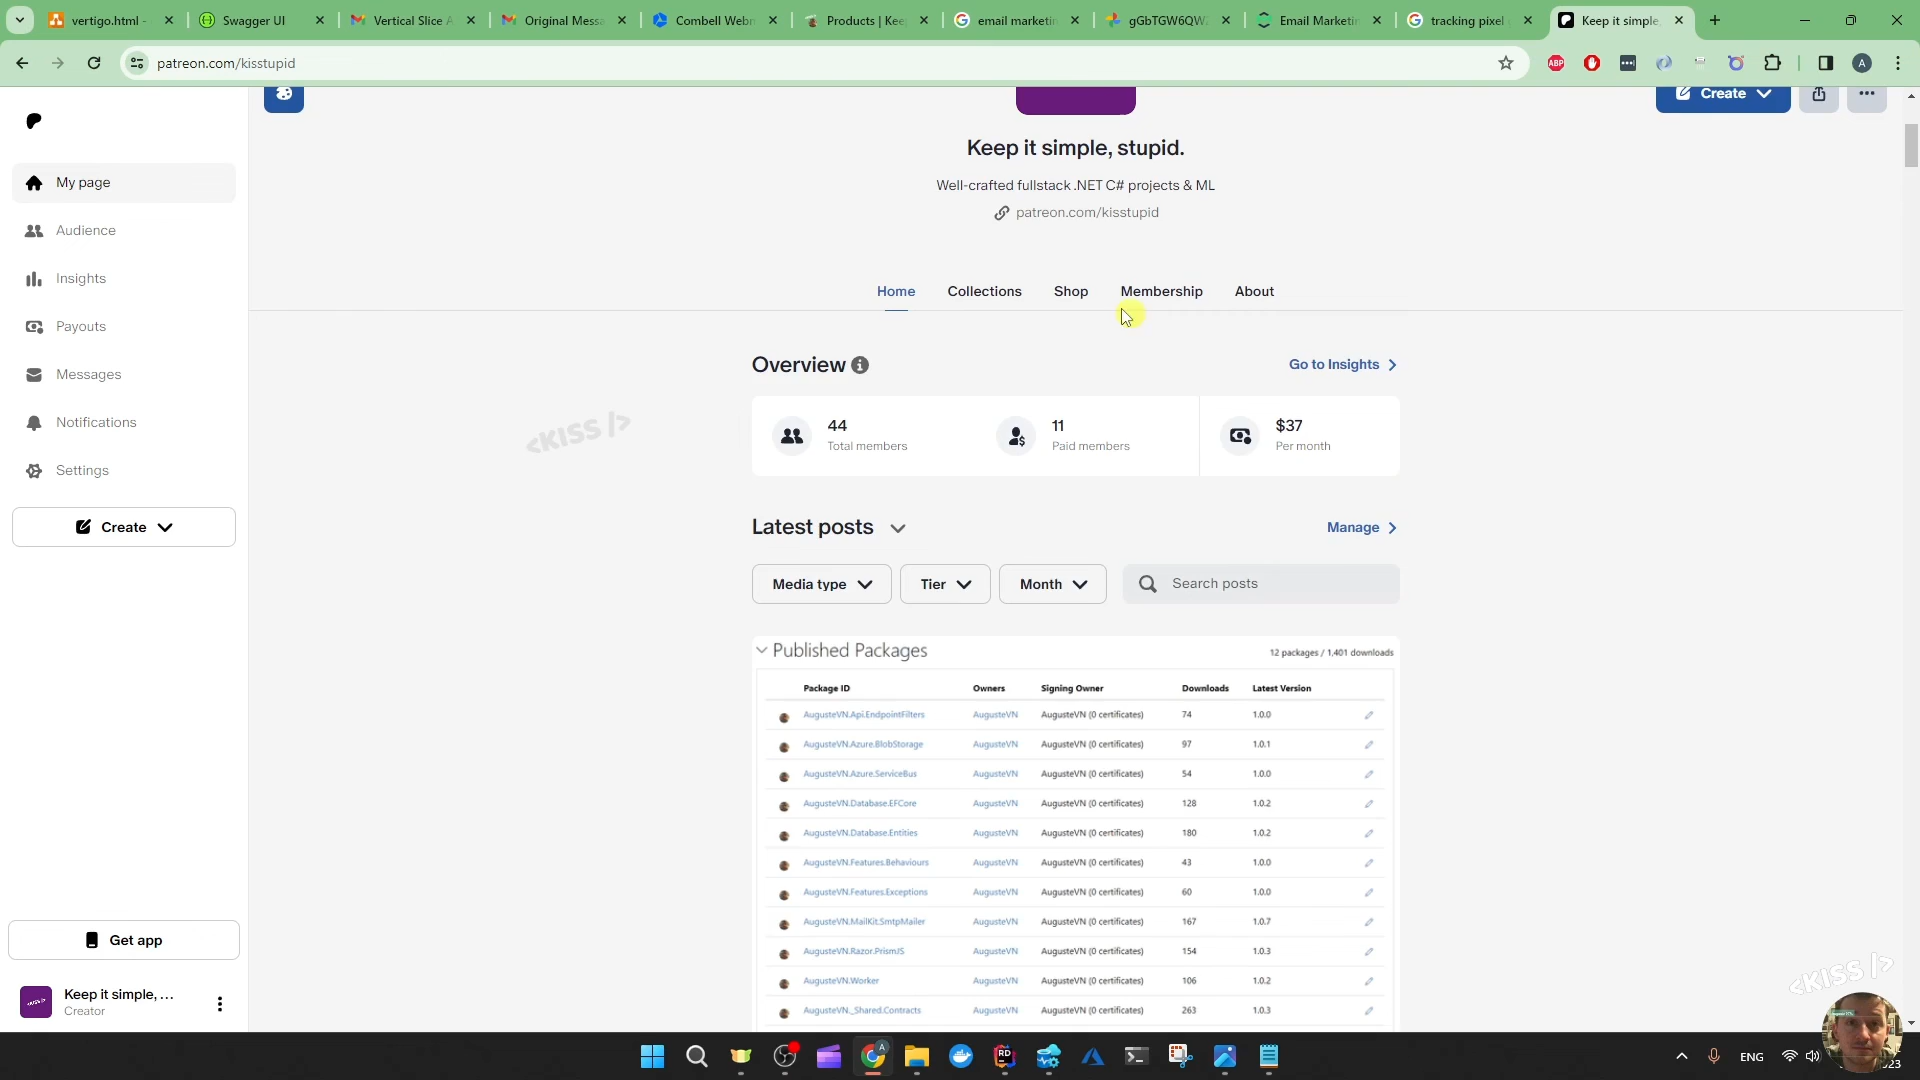 vertigo.html -
Swagger UI
Vertical Slice A
Original Messa
Combell Webm
Products | Kee
email marketin
gGbTGW6QW
Email Marketin
tracking pixel
Keep it simple,
patreon.com/kisstupid
ABP
A
My page
Audience
Insights
Payouts
Messages
Notifications
Settings
Create
Get app
Keep it simple, ...
Creator
Create
Keep it simple, stupid.
Well-crafted fullstack .NET C# projects & ML
patreon.com/kisstupid
Home Collections Shop Membership About
Overview
Go to Insights
44
Total members
11
Paid members
$37
Per month
<KISS />
Latest posts
Manage
Media type Tier Month Search posts
Published Packages 12 packages / 1,401 downloads
Package ID Owners Signing Owner Downloads Latest Version
AugusteVN.Api.EndpointFilters AugusteVN AugusteVN (0 certificates) 74 1.0.0
AugusteVN.Azure.BlobStorage AugusteVN AugusteVN (0 certificates) 97 1.0.1
AugusteVN.Azure.ServiceBus AugusteVN AugusteVN (0 certificates) 54 1.0.0
AugusteVN.Database.EFCore AugusteVN AugusteVN (0 certificates) 128 1.0.2
AugusteVN.Database.Entities AugusteVN AugusteVN (0 certificates) 180 1.0.2
AugusteVN.Features.Behaviours AugusteVN AugusteVN (0 certificates) 43 1.0.0
AugusteVN.Features.Exceptions AugusteVN AugusteVN (0 certificates) 60 1.0.0
AugusteVN.MailKit.SmtpMailer AugusteVN AugusteVN (0 certificates) 167 1.0.7
AugusteVN.Razor.PrismJS AugusteVN AugusteVN (0 certificates) 154 1.0.3
AugusteVN.Worker AugusteVN AugusteVN (0 certificates) 106 1.0.2
AugusteVN._Shared.Contracts AugusteVN AugusteVN (0 certificates) 263 1.0.3
<KISS />
RD
ENG